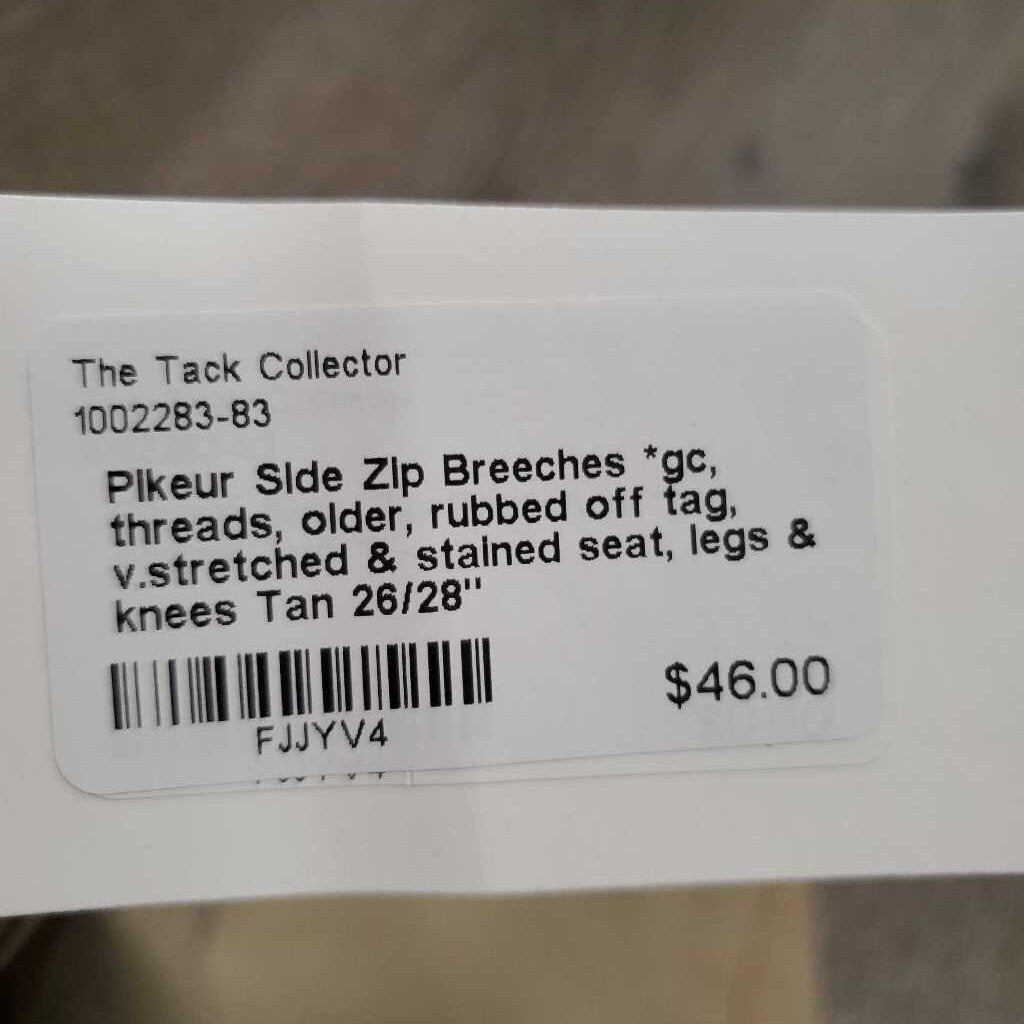 The Tack Collector
1002283-83
Pikeur Side Zip Breeches *gc,
threads, older, rubbed off tag,
v.stretched & stained seat, legs &
knees Tan 26/28"
$46.00
FJJYV4